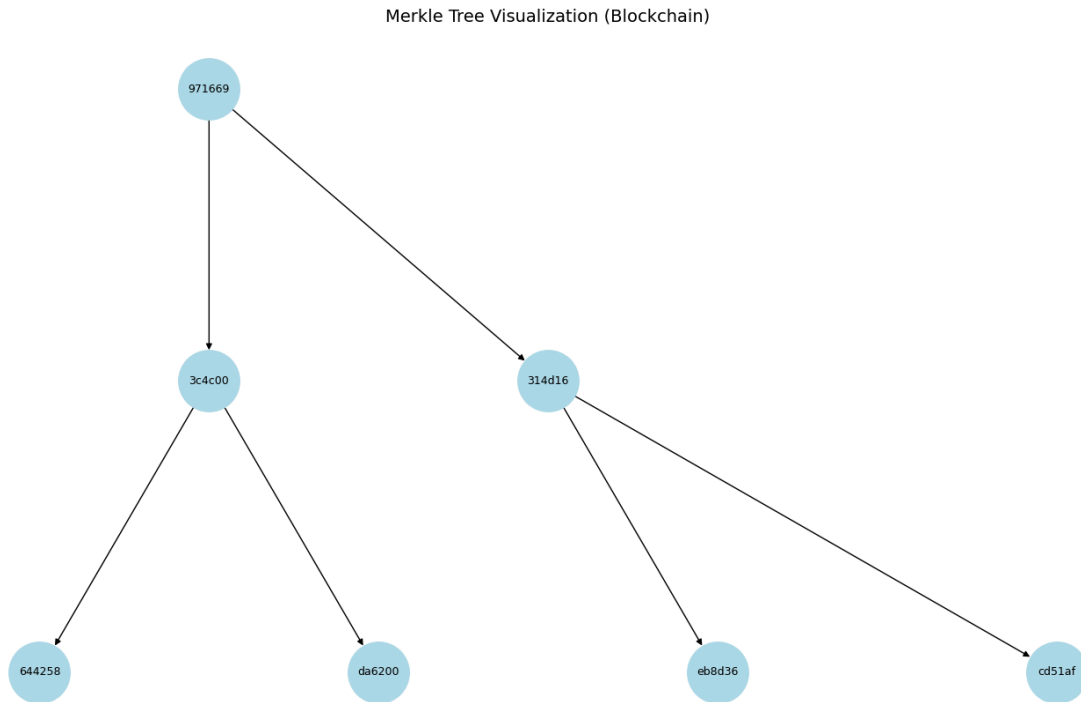 Merkle Tree Visualization (Blockchain)
971669
3c4c00
314d16
644258
da6200
eb8d36
cd51af